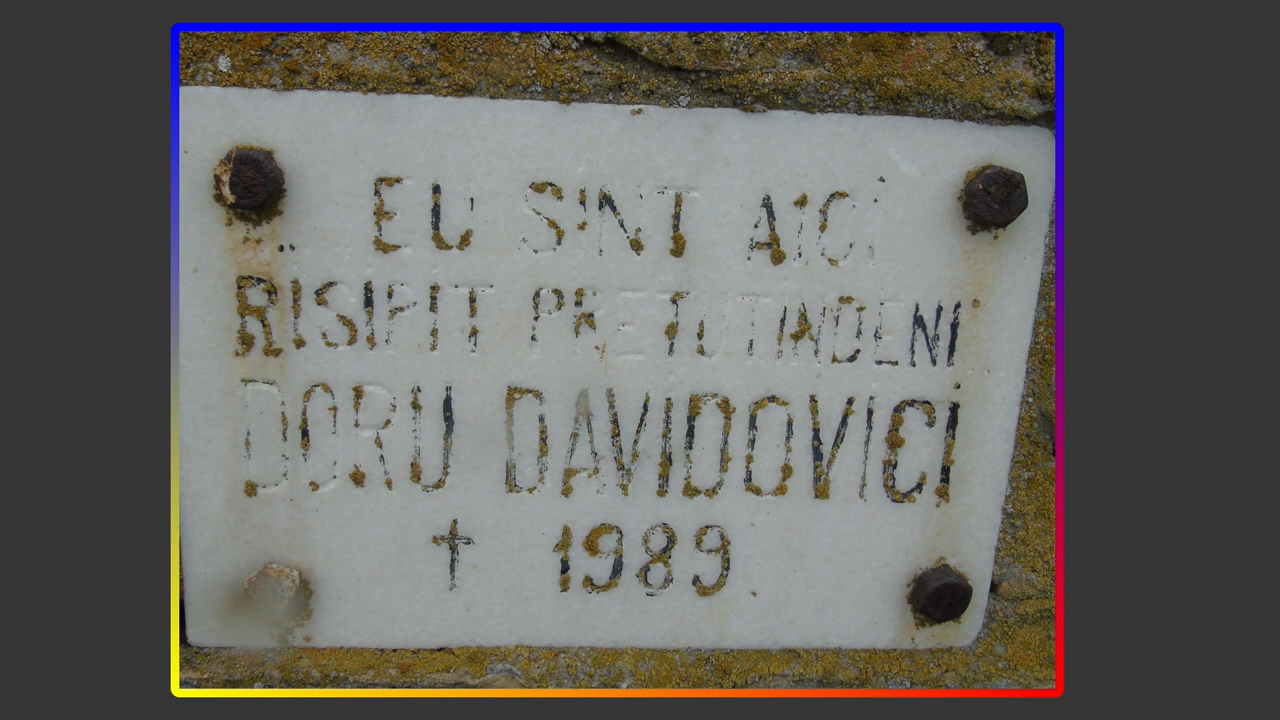 EU SINT AICI
RISIPIT PRETUTINDENI
DORU DAVIDOVICI
† 1989